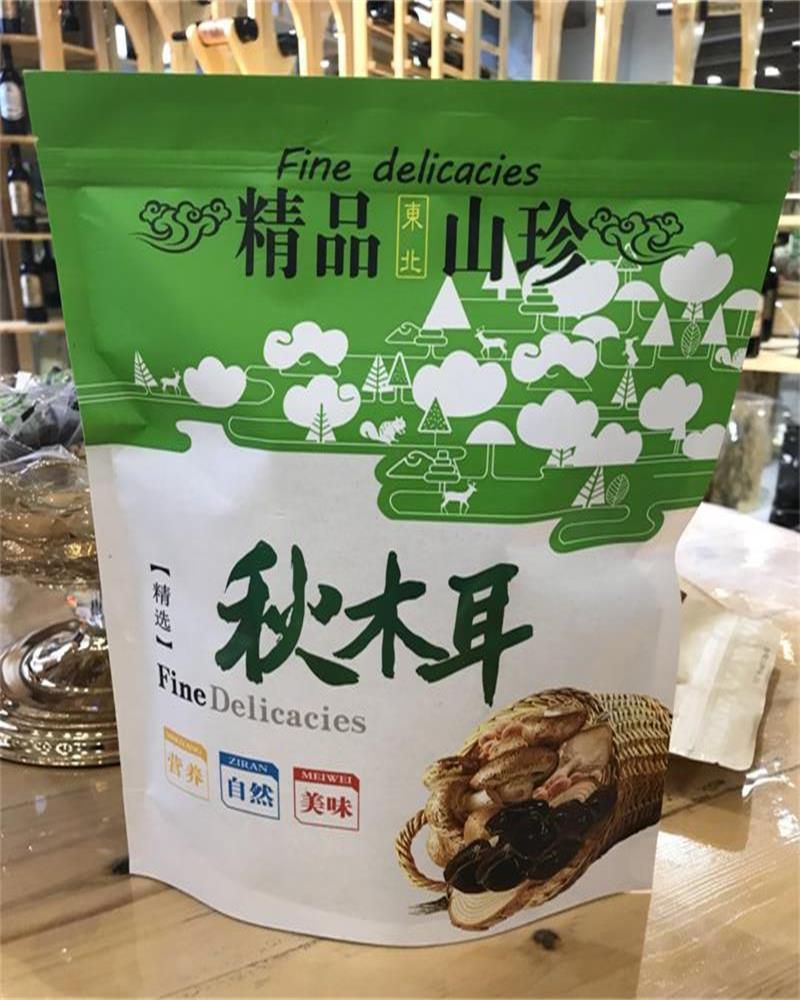 Fine delicacies
精品 東北 山珍
秋木耳
【精选】
Fine Delicacies
YINGYANG ZIRAN MEIWEI
营养 自然 美味